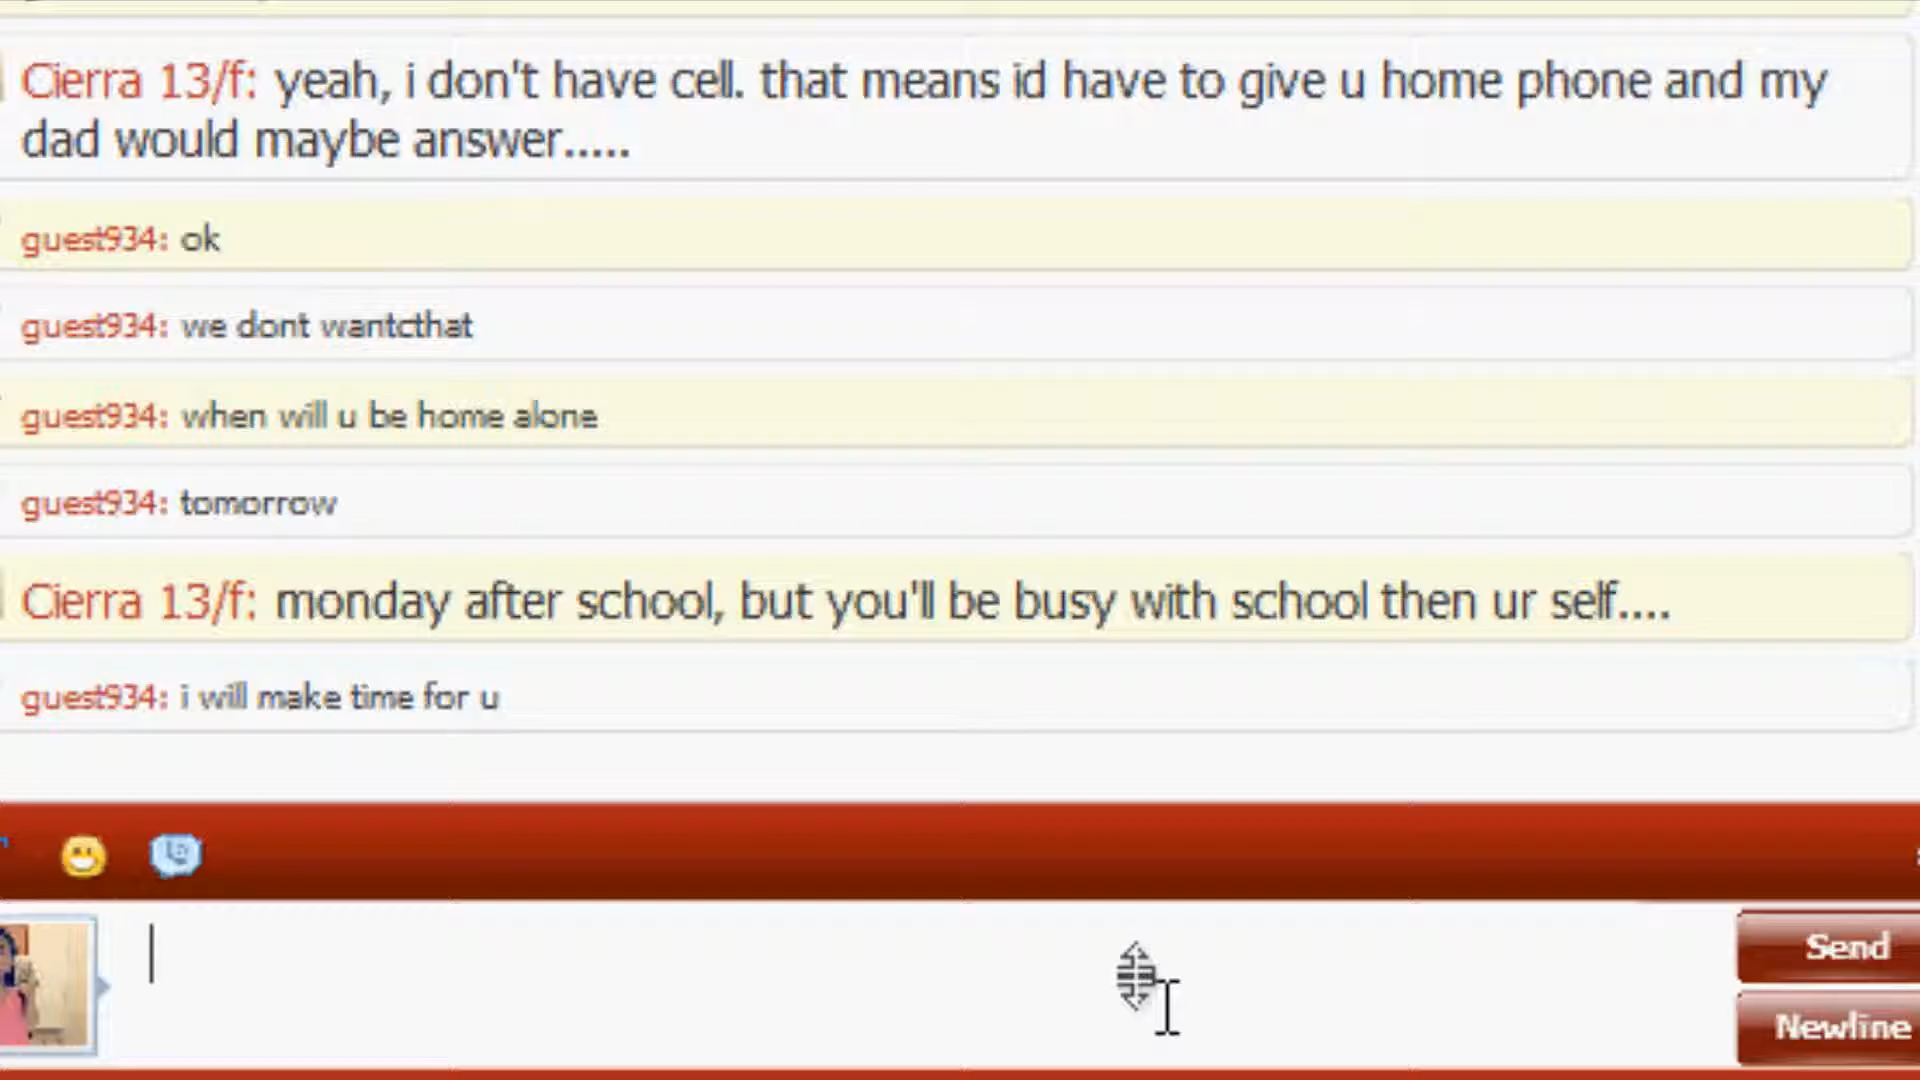 Cierra 13/f: yeah, i don't have cell. that means id have to give u home phone and my
dad would maybe answer.....
guest934: ok
guest934: we dont wantcthat
guest934: when will u be home alone
guest934: tomorrow
Cierra 13/f: monday after school, but you'll be busy with school then ur self....
guest934: i will make time for u
Send
Newline